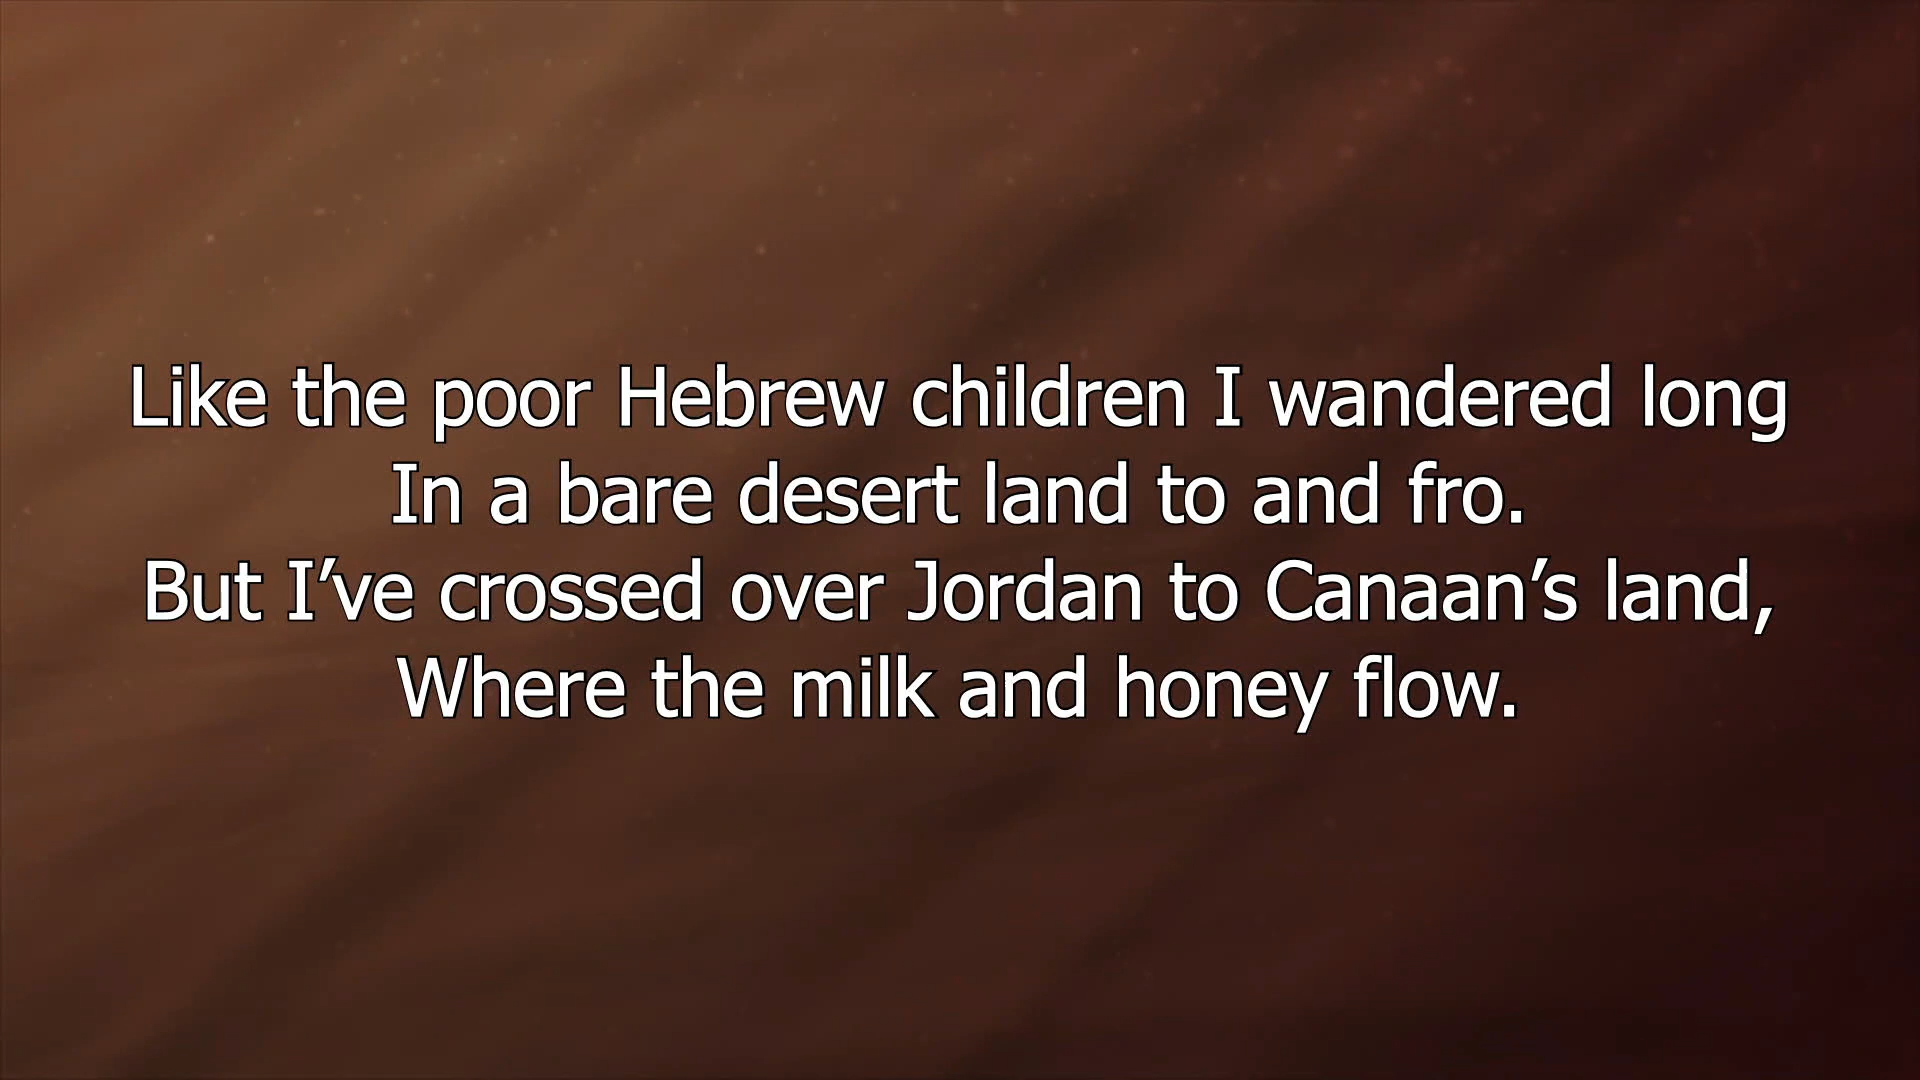 Like the poor Hebrew children I wandered long
In a bare desert land to and fro.
But I’ve crossed over Jordan to Canaan’s land,
Where the milk and honey flow.